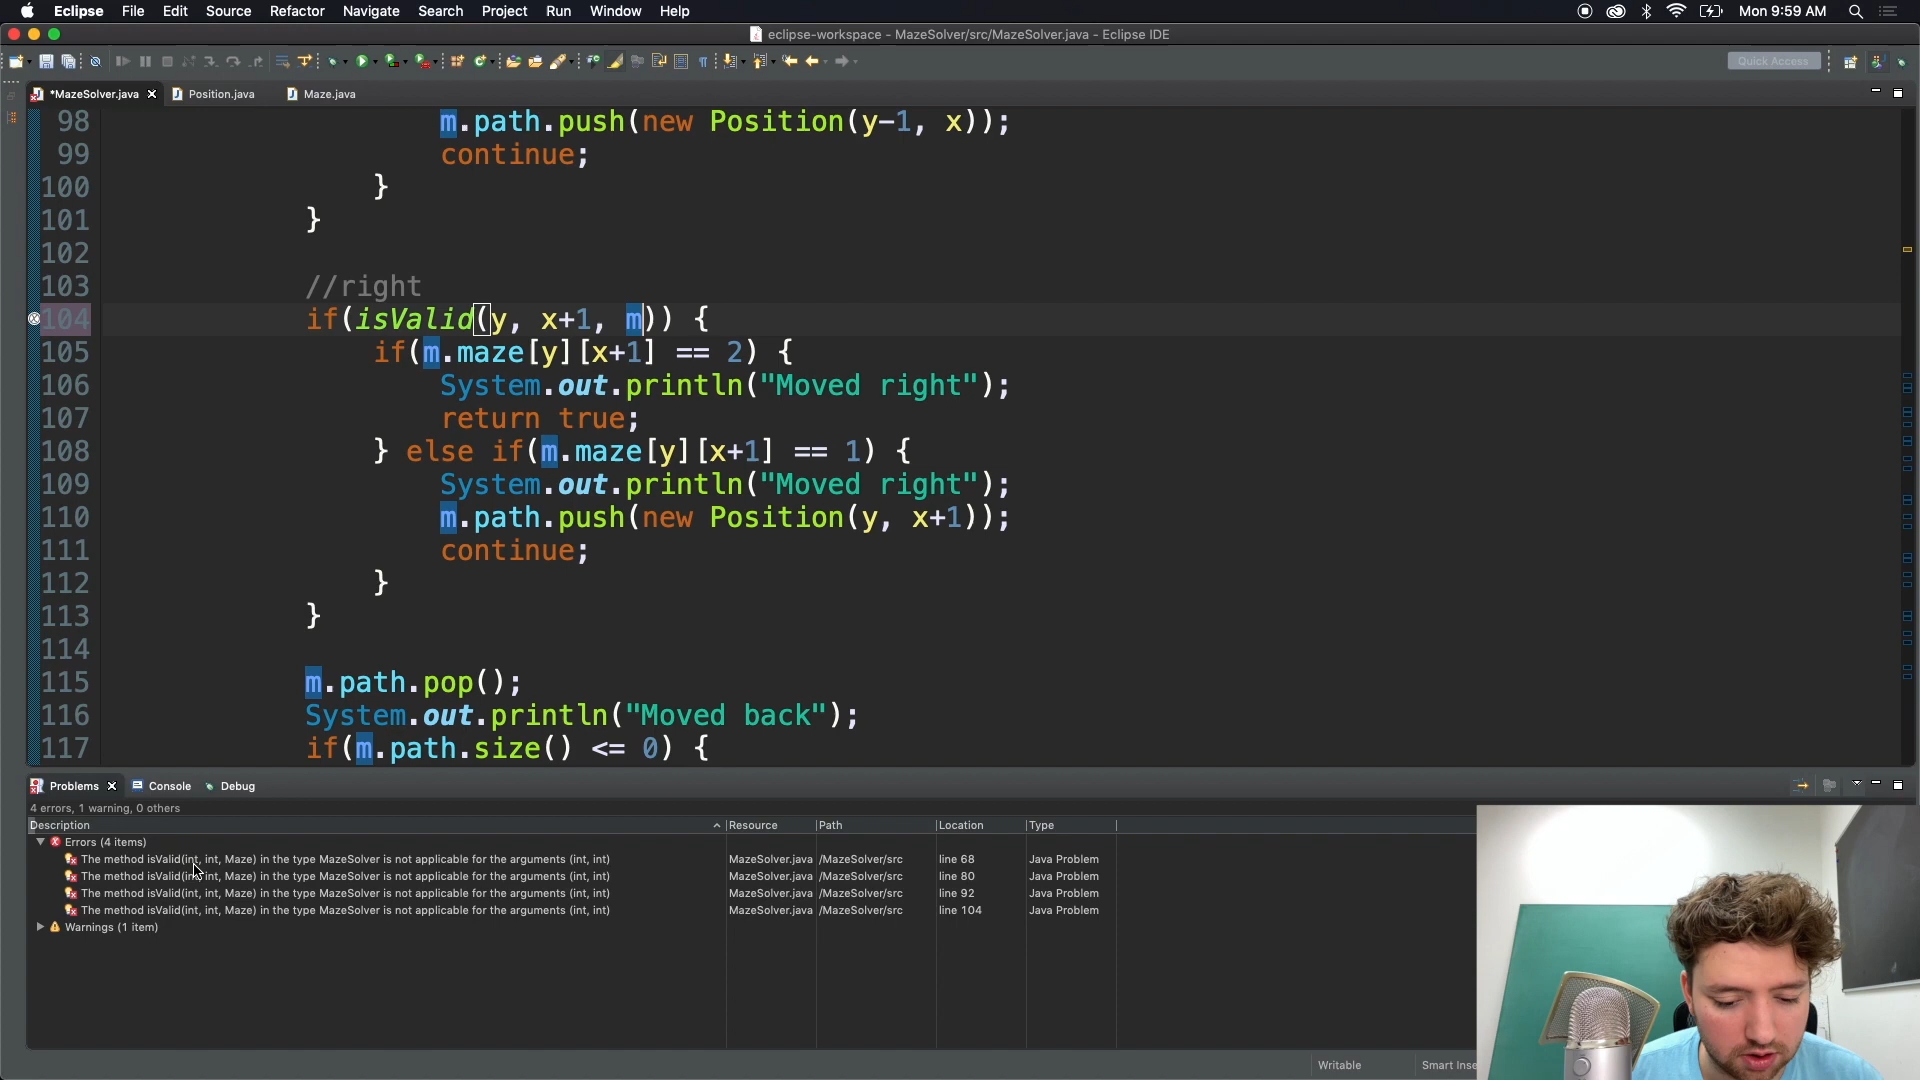 Eclipse File Edit Source Refactor Navigate Search Project Run Window Help Mon 9:59 AM
eclipse-workspace - MazeSolver/src/MazeSolver.java - Eclipse IDE
Quick Access
*MazeSolver.java Position.java Maze.java
98 m.path.push(new Position(y-1, x));
99 continue;
100 }
101 }
102
103 //right
104 if(isValid(y, x+1, m)) {
105 if(m.maze[y][x+1] == 2) {
106 System.out.println("Moved right");
107 return true;
108 } else if(m.maze[y][x+1] == 1) {
109 System.out.println("Moved right");
110 m.path.push(new Position(y, x+1));
111 continue;
112 }
113 }
114
115 m.path.pop();
116 System.out.println("Moved back");
117 if(m.path.size() <= 0) {
Problems Console Debug
4 errors, 1 warning, 0 others
Description Resource Path Location Type
Errors (4 items)
The method isValid(int, int, Maze) in the type MazeSolver is not applicable for the arguments (int, int) MazeSolver.java /MazeSolver/src line 68 Java Problem
The method isValid(int, int, Maze) in the type MazeSolver is not applicable for the arguments (int, int) MazeSolver.java /MazeSolver/src line 80 Java Problem
The method isValid(int, int, Maze) in the type MazeSolver is not applicable for the arguments (int, int) MazeSolver.java /MazeSolver/src line 92 Java Problem
The method isValid(int, int, Maze) in the type MazeSolver is not applicable for the arguments (int, int) MazeSolver.java /MazeSolver/src line 104 Java Problem
Warnings (1 item)
Writable Smart Inse